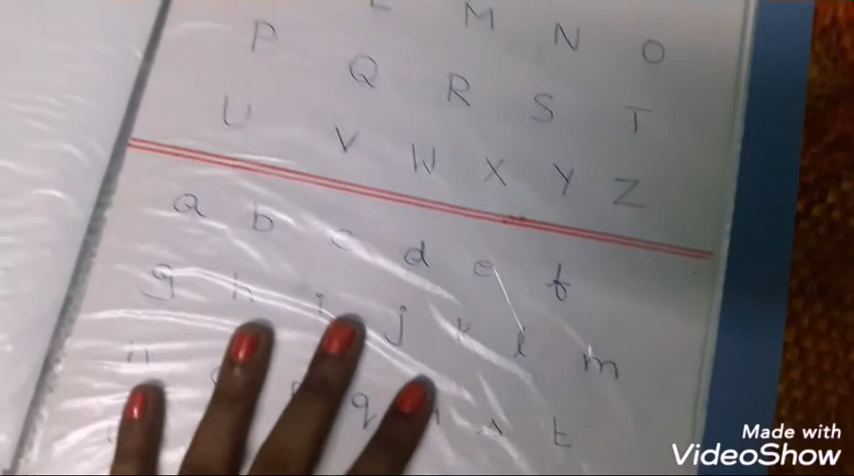 L M N O
P Q R S T
U V W X Y Z
a b c d e f
g h i j k l m
n q s t
Made with
VideoShow